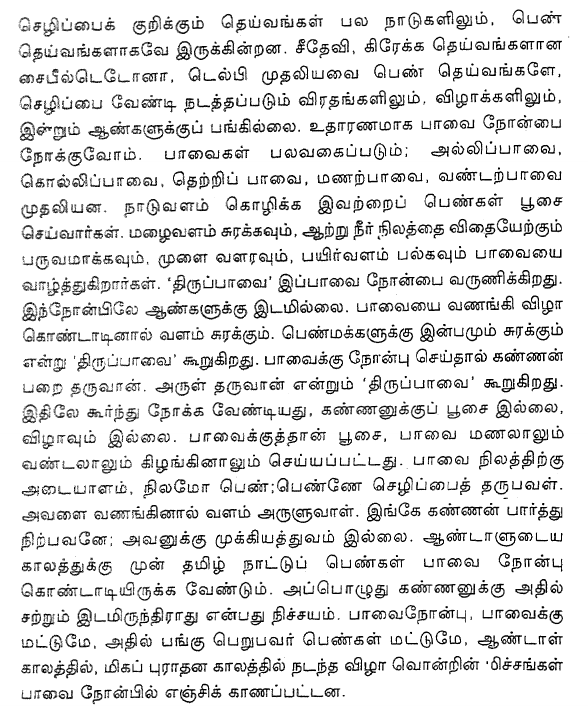 செழிப்பைக் குறிக்கும் தெய்வங்கள் பல நாடுகளிலும், பெண்
தெய்வங்களாகவே இருக்கின்றன. சீதேவி, கிரேக்க தெய்வங்களான
சைபீல்டெடோனா, டெல்பி முதலியவை பெண் தெய்வங்களே,
செழிப்பை வேண்டி நடத்தப்படும் விரதங்களிலும், விழாக்களிலும்,
இன்றும் ஆண்களுக்குப் பங்கில்லை. உதாரணமாக பாவை நோன்பை
நோக்குவோம். பாவைகள் பலவகைப்படும்; அல்லிப்பாவை,
கொல்லிப்பாவை, தெற்றிப் பாவை, மணற்பாவை, வண்டற்பாவை
முதலியன. நாடுவளம் கொழிக்க இவற்றைப் பெண்கள் பூசை
செய்வார்கள். மழைவளம் சுரக்கவும், ஆற்று நீர் நிலத்தை விதையேற்கும்
பருவமாக்கவும், முளை வளரவும், பயிர்வளம் பல்கவும் பாவையை
வாழ்த்துகிறார்கள். ‘திருப்பாவை’ இப்பாவை நோன்பை வருணிக்கிறது.
இந்நோன்பிலே ஆண்களுக்கு இடமில்லை. பாவையை வணங்கி விழா
கொண்டாடினால் வளம் சுரக்கும். பெண்மக்களுக்கு இன்பமும் சுரக்கும்
என்று ‘திருப்பாவை’ கூறுகிறது. பாவைக்கு நோன்பு செய்தால் கண்ணன்
பறை தருவான். அருள் தருவான் என்றும் ‘திருப்பாவை’ கூறுகிறது.
இதிலே கூர்ந்து நோக்க வேண்டியது, கண்ணனுக்குப் பூசை இல்லை,
விழாவும் இல்லை. பாவைக்குத்தான் பூசை, பாவை மணலாலும்
வண்டலாலும் கிழங்கினாலும் செய்யப்பட்டது. பாவை நிலத்திற்கு
அடையாளம், நிலமோ பெண்;பெண்ணே செழிப்பைத் தருபவள்.
அவளை வணங்கினால் வளம் அருளுவாள். இங்கே கண்ணன் பார்த்து
நிற்பவனே; அவனுக்கு முக்கியத்துவம் இல்லை. ஆண்டாளுடைய
காலத்துக்கு முன் தமிழ் நாட்டுப் பெண்கள் பாவை நோன்பு
கொண்டாடியிருக்க வேண்டும். அப்பொழுது கண்ணனுக்கு அதில்
சற்றும் இடமிருந்திராது என்பது நிச்சயம். பாவைநோன்பு, பாவைக்கு
மட்டுமே, அதில் பங்கு பெறுபவர் பெண்கள் மட்டுமே, ஆண்டாள்
காலத்தில், மிகப் புராதன காலத்தில் நடந்த விழா வொன்றின் மிச்சங்கள்
பாவை நோன்பில் எஞ்சிக் காணப்பட்டன.